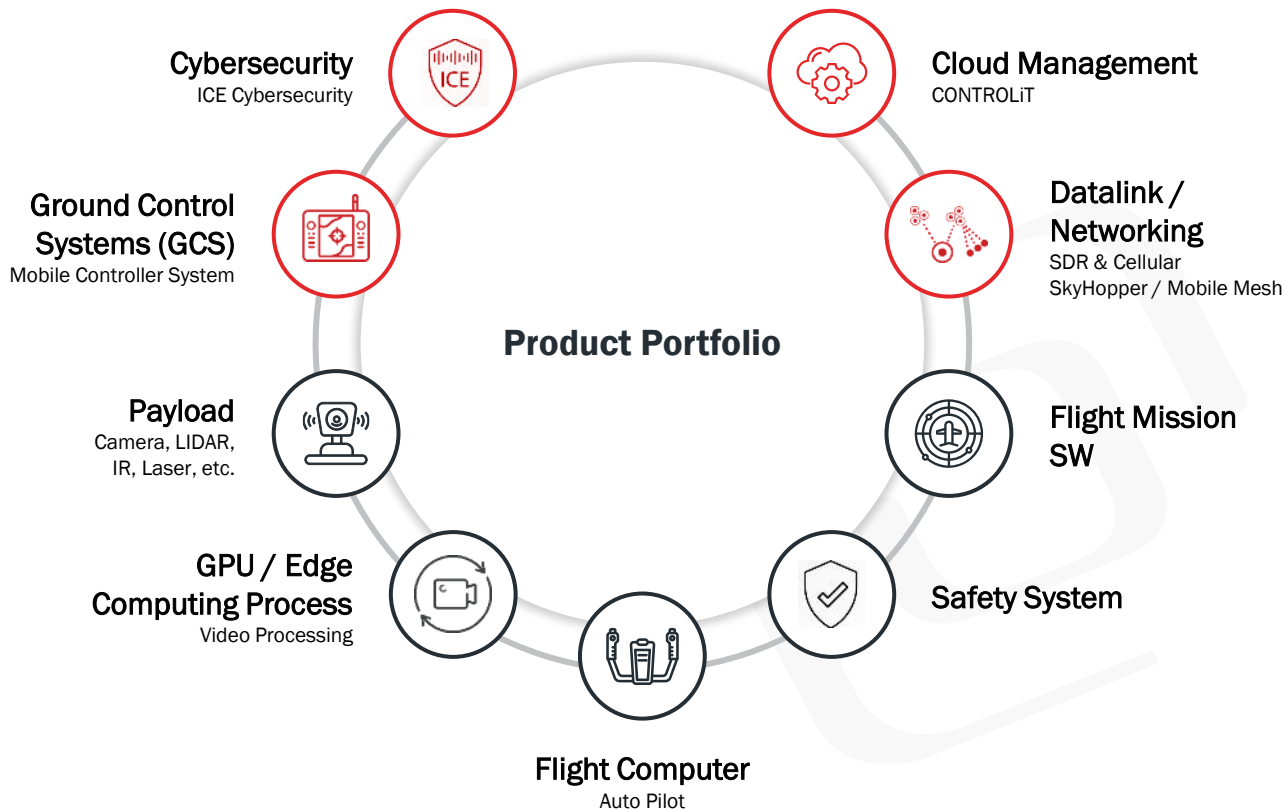 Cybersecurity
ICE Cybersecurity
ICE
Cloud Management
CONTROLiT
Ground Control
Systems (GCS)
Mobile Controller System
Datalink /
Networking
SDR & Cellular
SkyHopper / Mobile Mesh
Product Portfolio
Payload
Camera, LIDAR,
IR, Laser, etc.
Flight Mission
SW
GPU / Edge
Computing Process
Video Processing
Safety System
Flight Computer
Auto Pilot